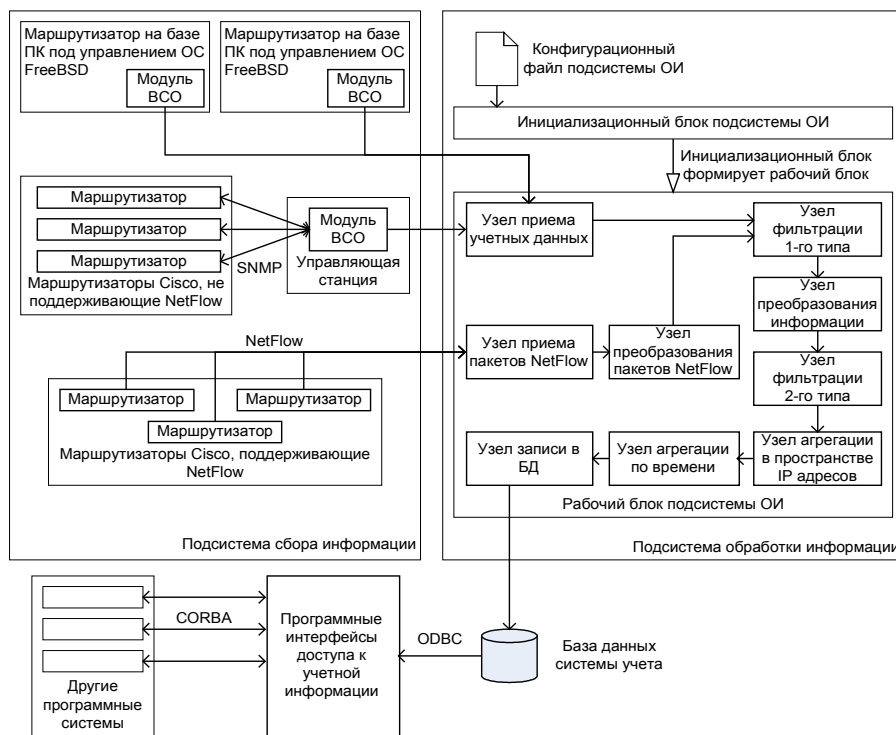 Маршрутизатор на базе
ПК под управлением ОС
FreeBSD
Модуль
ВСО
Маршрутизатор на базе
ПК под управлением ОС
FreeBSD
Модуль
ВСО
Маршрутизатор
Маршрутизатор
Маршрутизатор
SNMP
Маршрутизаторы Cisco, не
поддерживающие NetFlow
Модуль
ВСО
Управляющая
станция
NetFlow
Маршрутизатор
Маршрутизатор
Маршрутизатор
Маршрутизаторы Cisco, поддерживающие
NetFlow
Подсистема сбора информации
Конфигурационный
файл подсистемы ОИ
Инициализационный блок подсистемы ОИ
Инициализационный блок
формирует рабочий блок
Узел приема
учетных данных
Узел
фильтрации
1-го типа
Узел
преобразования
информации
Узел приема
пакетов NetFlow
Узел
преобразования
пакетов NetFlow
Узел
фильтрации
2-го типа
Узел записи в
БД
Узел агрегации
по времени
Узел агрегации
в пространстве
IP адресов
Рабочий блок подсистемы ОИ
Подсистема обработки информации
CORBA
Другие
программные
системы
Программные
интерфейсы
доступа к
учетной
информации
ODBC
База данных
системы учета